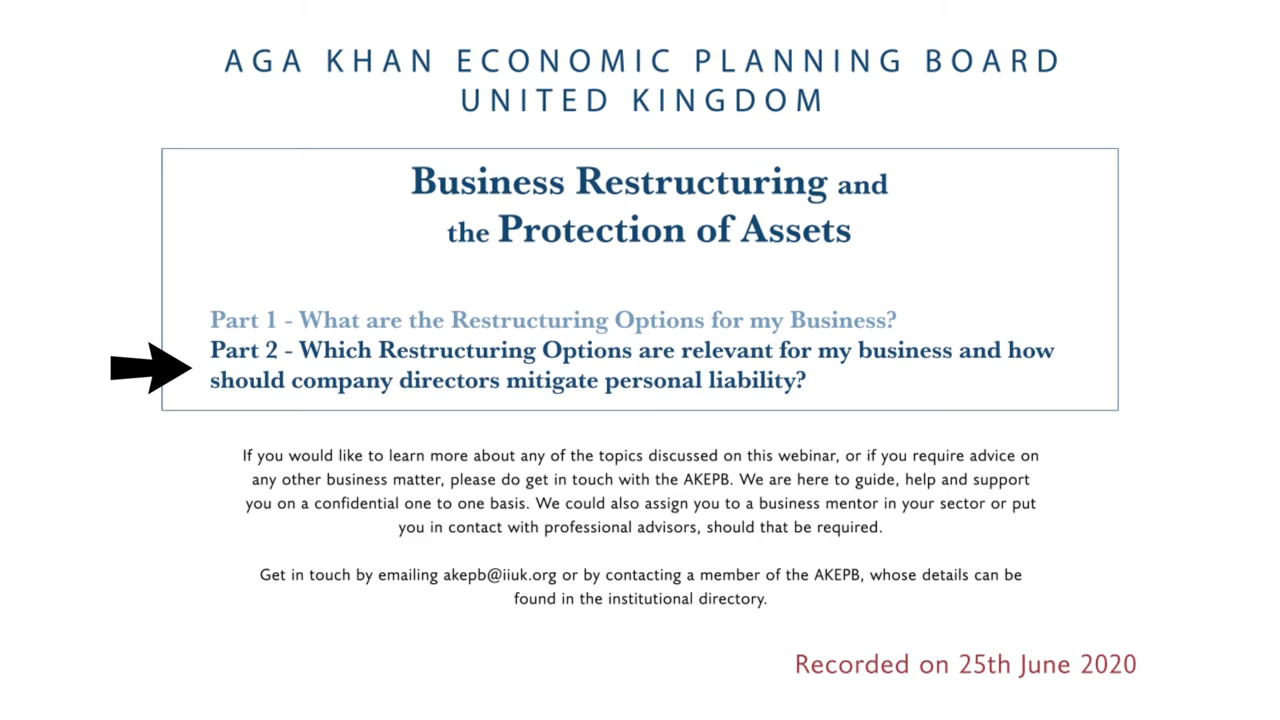 AGA KHAN ECONOMIC PLANNING BOARD
UNITED KINGDOM
Business Restructuring and
the Protection of Assets
Part 1 - What are the Restructuring Options for my Business?
Part 2 - Which Restructuring Options are relevant for my business and how
should company directors mitigate personal liability?
If you would like to learn more about any of the topics discussed on this webinar, or if you require advice on
any other business matter, please do get in touch with the AKEPB. We are here to guide, help and support
you on a confidential one to one basis. We could also assign you to a business mentor in your sector or put
you in contact with professional advisors, should that be required.
Get in touch by emailing akepb@iiuk.org or by contacting a member of the AKEPB, whose details can be
found in the institutional directory.
Recorded on 25th June 2020